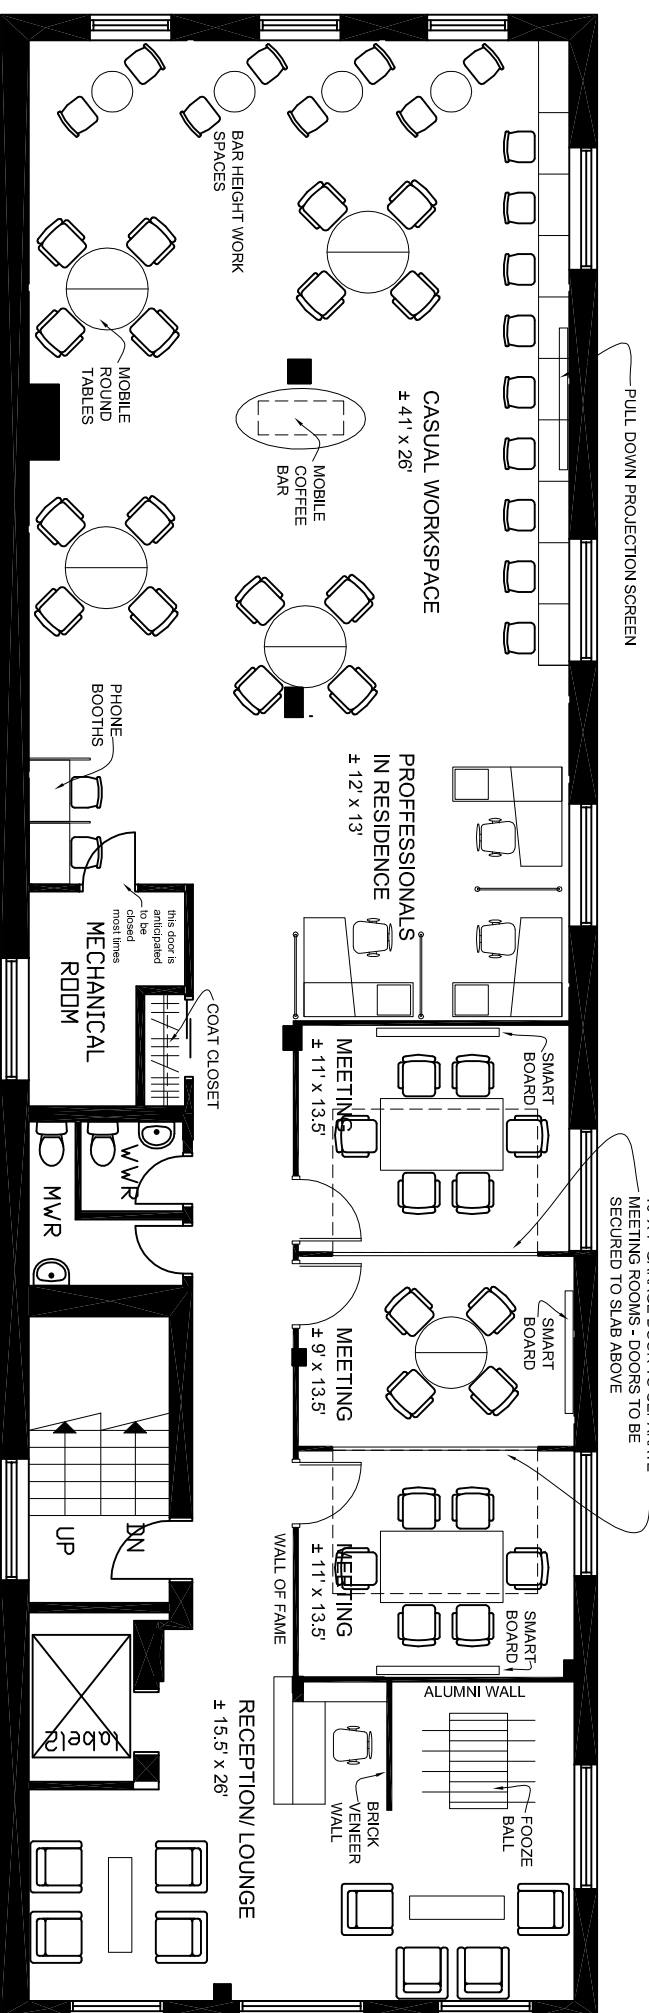 PULL DOWN PROJECTION SCREEN
BAR HEIGHT WORK
SPACES
MOBILE
ROUND
TABLES
CASUAL WORKSPACE
± 41' x 26'
MOBILE
COFFEE
BAR
PHONE
BOOTHS
PROFFESSIONALS
IN RESIDENCE
± 12' x 13'
this door is
anticipated
to be
closed
most times
MECHANICAL
ROOM
COAT CLOSET
SMART
BOARD
MEETING
± 11' x 13.5'
MEETING ROOMS - DOORS TO BE
SECURED TO SLAB ABOVE
WWR
MWR
SMART
BOARD
MEETING
± 9' x 13.5'
DN
UP
SMART
BOARD
MEETING
± 11' x 13.5'
WALL OF FAME
ALUMNI WALL
label2
RECEPTION/ LOUNGE
± 15.5' x 26'
BRICK
VENEER
WALL
FOOZE
BALL